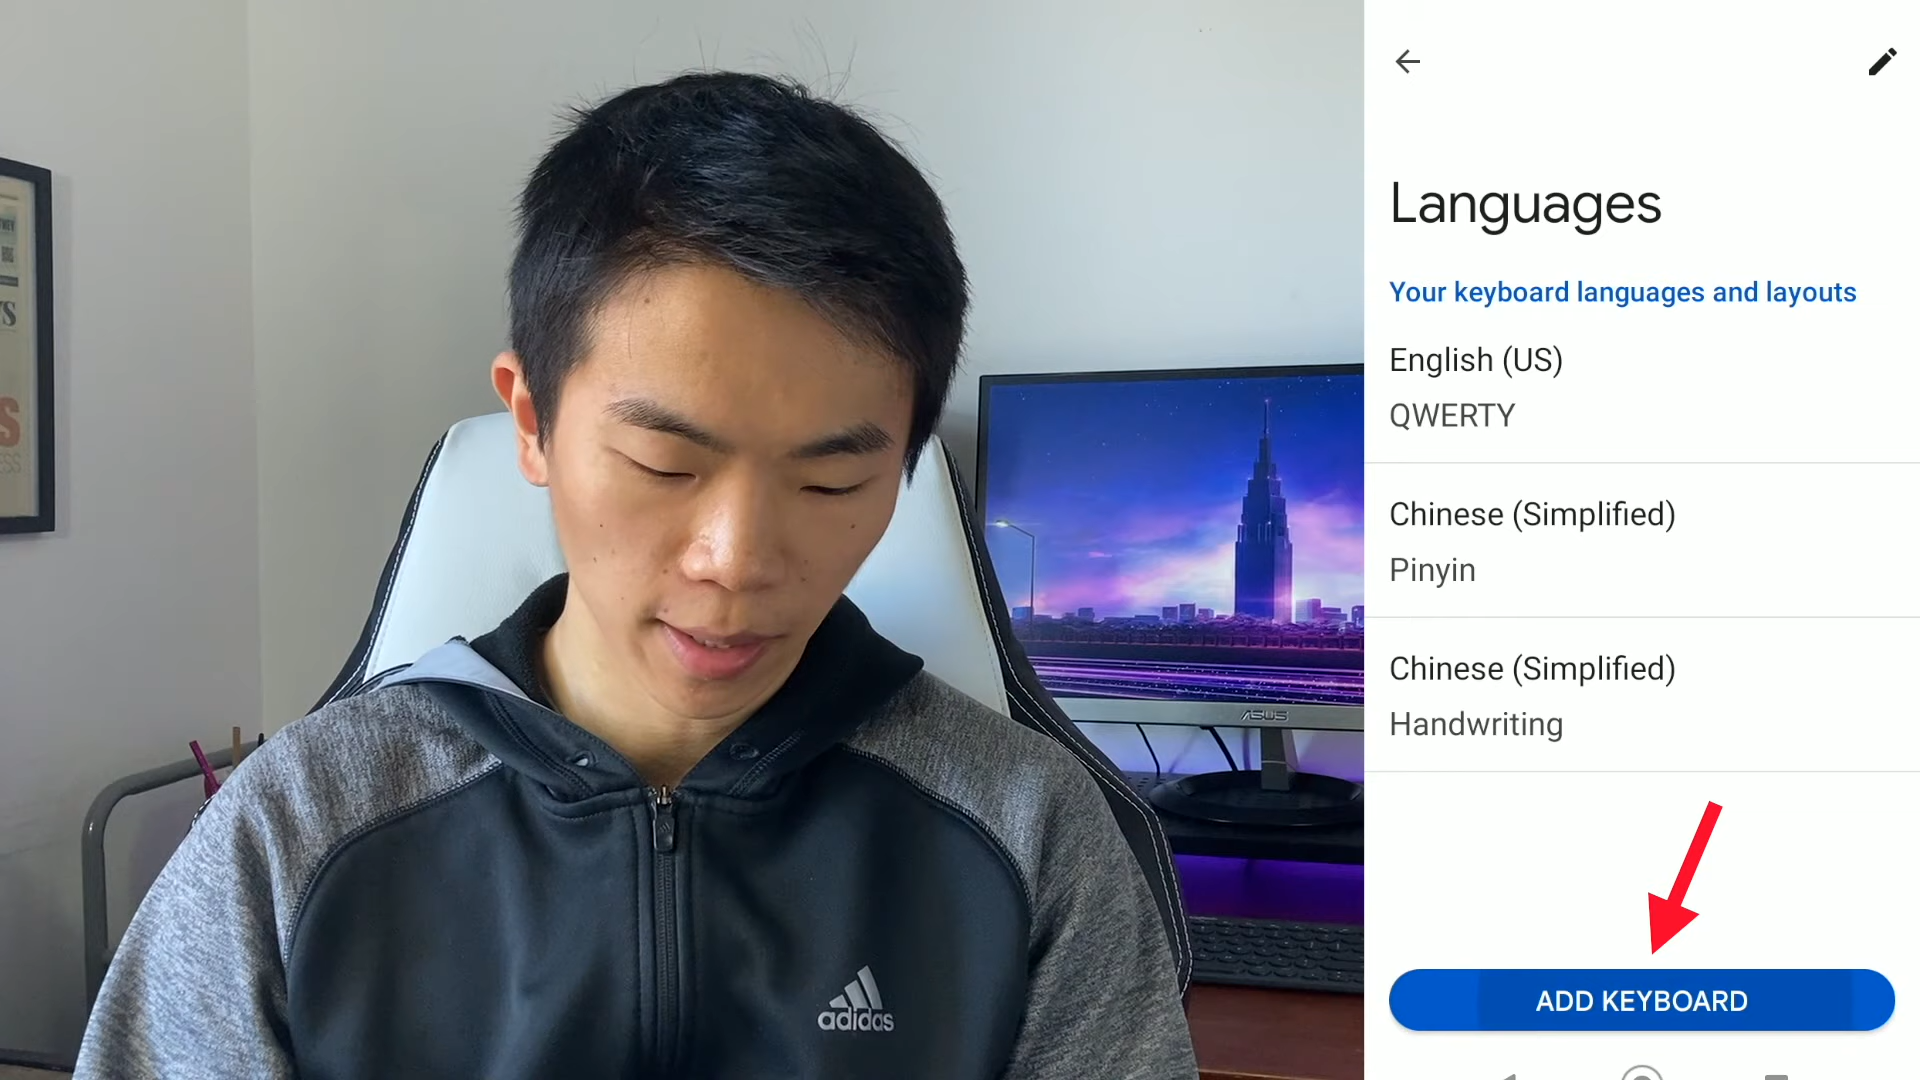 Languages
Your keyboard languages and layouts
English (US)
QWERTY
Chinese (Simplified)
Pinyin
Chinese (Simplified)
Handwriting
ADD KEYBOARD
ASUS
adidas